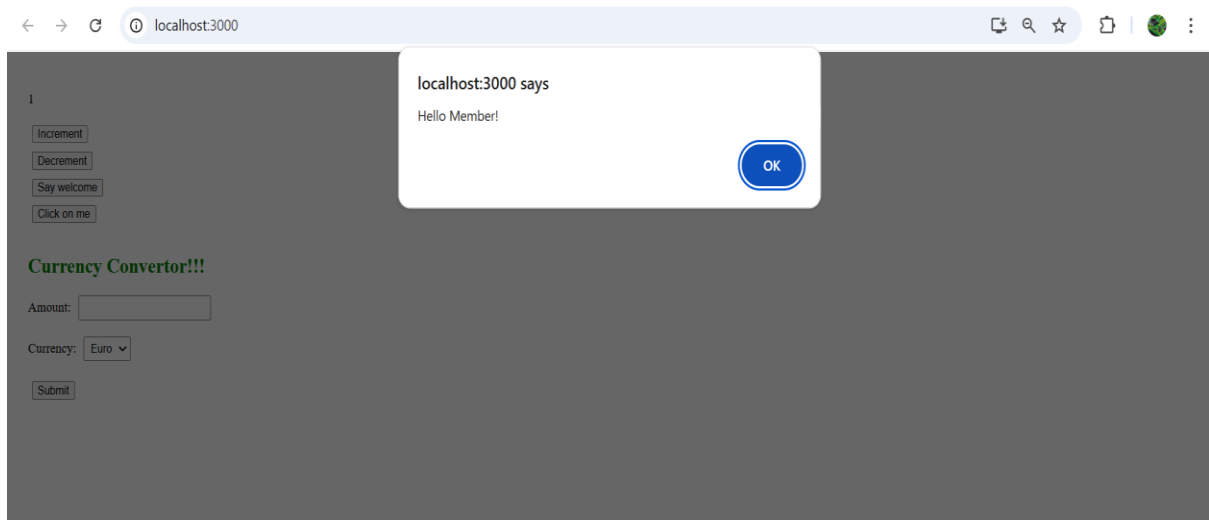 localhost:3000
localhost:3000 says
Hello Member!
OK
1
Increment
Decrement
Say welcome
Click on me
Currency Convertor!!!
Amount:
Currency: Euro
Submit